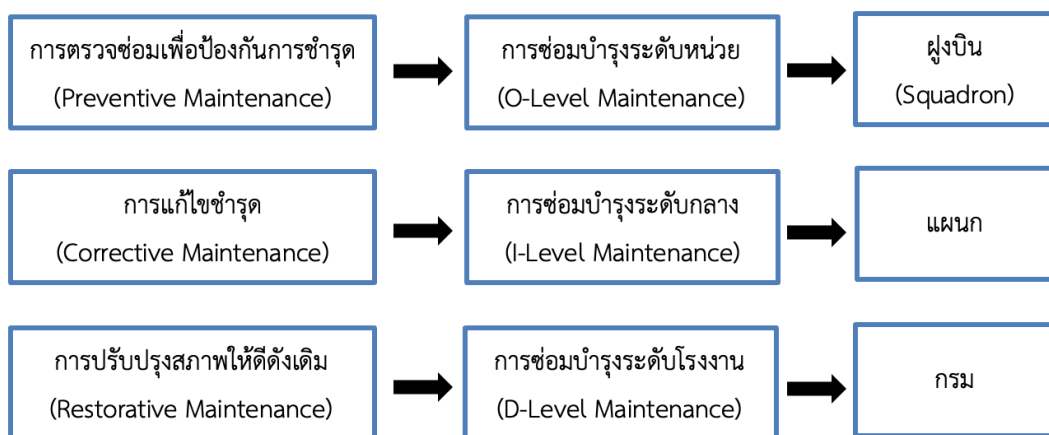 การตรวจซ่อมเพื่อป้องกันการชำรุด
(Preventive Maintenance)
การซ่อมบำรุงระดับหน่วย
(O-Level Maintenance)
ฝูงบิน
(Squadron)
การแก้ไขชำรุด
(Corrective Maintenance)
การซ่อมบำรุงระดับกลาง
(I-Level Maintenance)
แผนก
การปรับปรุงสภาพให้ดีดังเดิม
(Restorative Maintenance)
การซ่อมบำรุงระดับโรงงาน
(D-Level Maintenance)
กรม